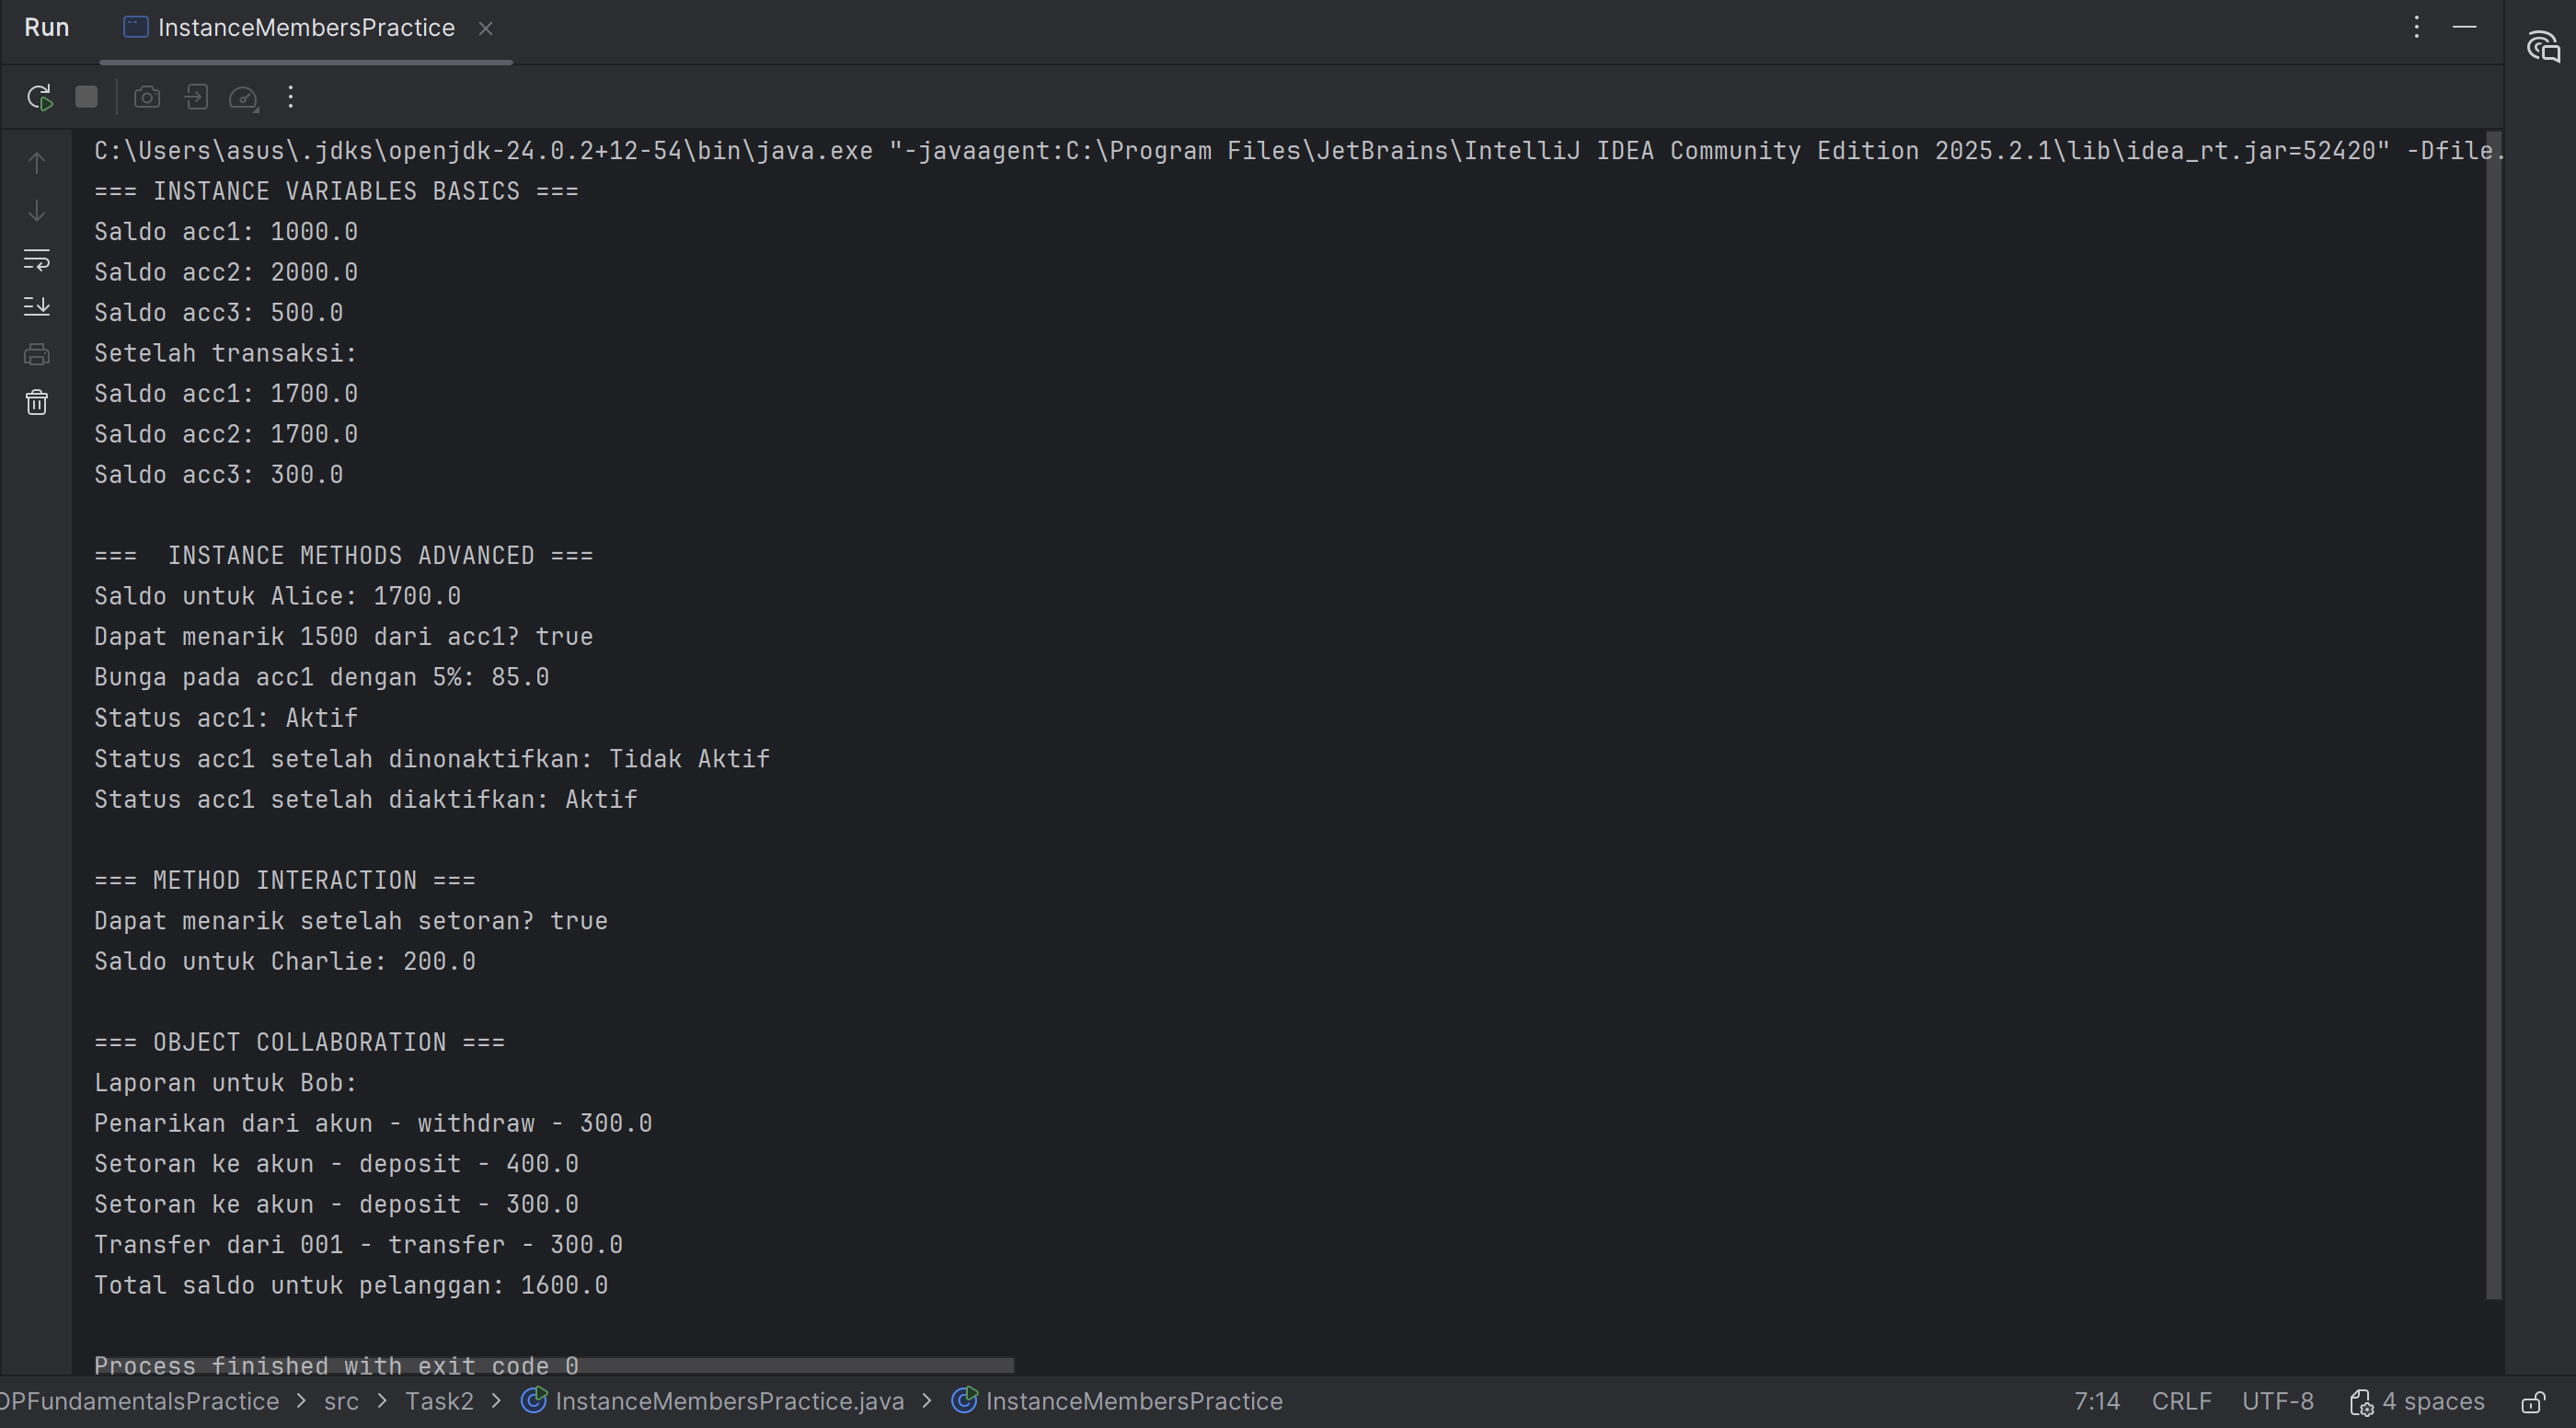 Run InstanceMembersPractice
C:\Users\asus\.jdks\openjdk-24.0.2+12-54\bin\java.exe "-javaagent:C:\Program Files\JetBrains\IntelliJ IDEA Community Edition 2025.2.1\lib\idea_rt.jar=52420" -Dfile.
=== INSTANCE VARIABLES BASICS ===
Saldo acc1: 1000.0
Saldo acc2: 2000.0
Saldo acc3: 500.0
Setelah transaksi:
Saldo acc1: 1700.0
Saldo acc2: 1700.0
Saldo acc3: 300.0
===  INSTANCE METHODS ADVANCED ===
Saldo untuk Alice: 1700.0
Dapat menarik 1500 dari acc1? true
Bunga pada acc1 dengan 5%: 85.0
Status acc1: Aktif
Status acc1 setelah dinonaktifkan: Tidak Aktif
Status acc1 setelah diaktifkan: Aktif
=== METHOD INTERACTION ===
Dapat menarik setelah setoran? true
Saldo untuk Charlie: 200.0
=== OBJECT COLLABORATION ===
Laporan untuk Bob:
Penarikan dari akun - withdraw - 300.0
Setoran ke akun - deposit - 400.0
Setoran ke akun - deposit - 300.0
Transfer dari 001 - transfer - 300.0
Total saldo untuk pelanggan: 1600.0
Process finished with exit code 0
OPFundamentalsPractice > src > Task2 > InstanceMembersPractice.java > InstanceMembersPractice 7:14 CRLF UTF-8 4 spaces